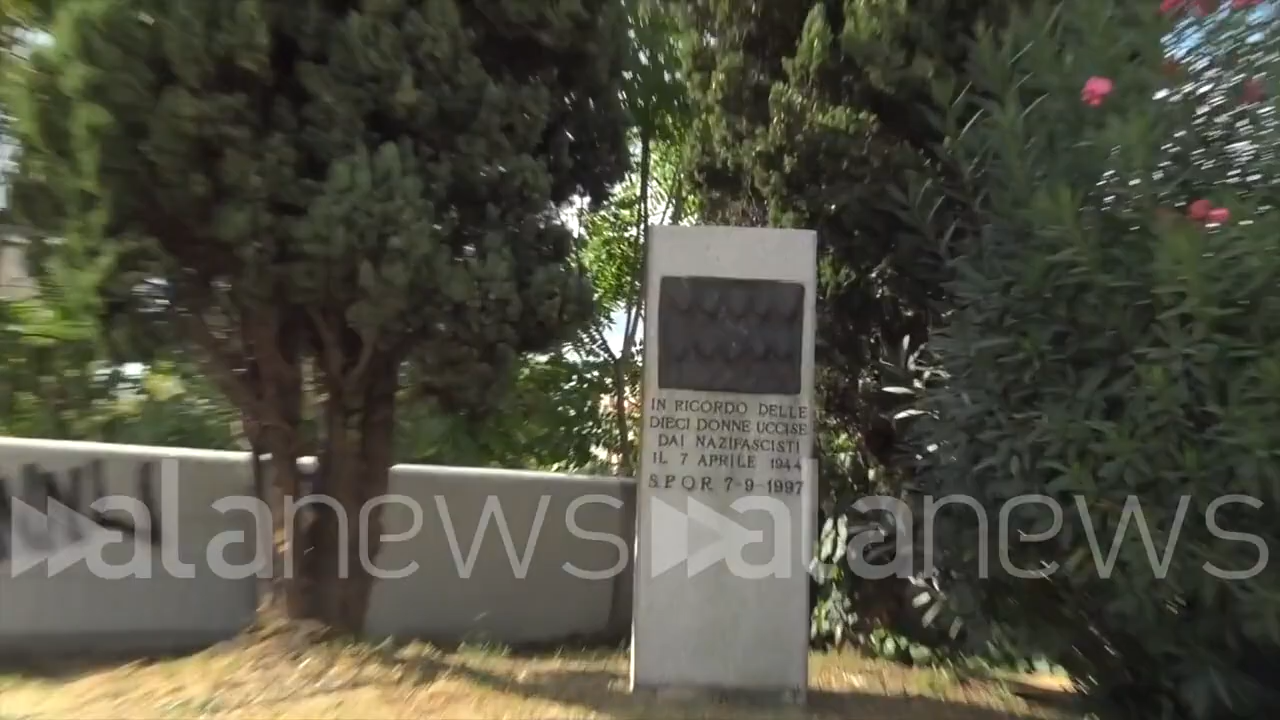 IN RICORDO DELLE
DIECI DONNE UCCISE
DAI NAZIFASCISTI
IL 7 APRILE 1944
S.P.Q.R. 7-9-1997
alanews alanews